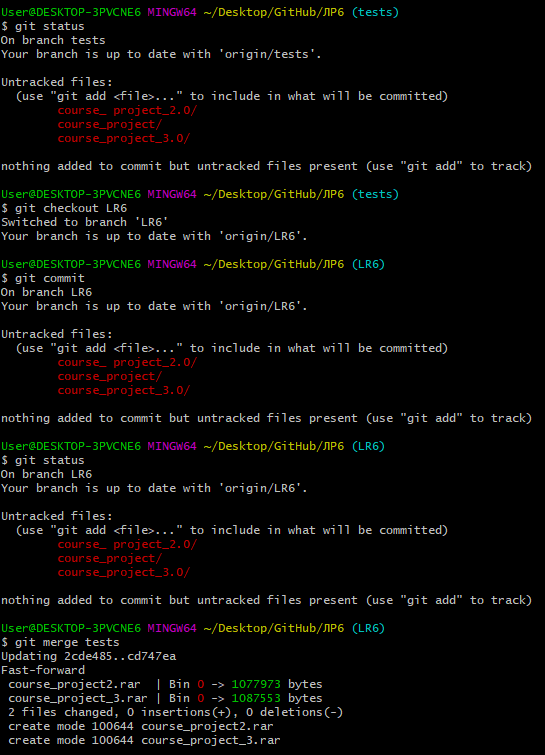 User@DESKTOP-3PVCNE6 MINGW64 ~/Desktop/GitHub/ЛР6 (tests)
$ git status
On branch tests
Your branch is up to date with 'origin/tests'.
Untracked files:
  (use "git add <file>..." to include in what will be committed)
        course_ project_2.0/
        course_project/
        course_project_3.0/
nothing added to commit but untracked files present (use "git add" to track)
User@DESKTOP-3PVCNE6 MINGW64 ~/Desktop/GitHub/ЛР6 (tests)
$ git checkout LR6
Switched to branch 'LR6'
Your branch is up to date with 'origin/LR6'.
User@DESKTOP-3PVCNE6 MINGW64 ~/Desktop/GitHub/ЛР6 (LR6)
$ git commit
On branch LR6
Your branch is up to date with 'origin/LR6'.
Untracked files:
  (use "git add <file>..." to include in what will be committed)
        course_ project_2.0/
        course_project/
        course_project_3.0/
nothing added to commit but untracked files present (use "git add" to track)
User@DESKTOP-3PVCNE6 MINGW64 ~/Desktop/GitHub/ЛР6 (LR6)
$ git status
On branch LR6
Your branch is up to date with 'origin/LR6'.
Untracked files:
  (use "git add <file>..." to include in what will be committed)
        course_ project_2.0/
        course_project/
        course_project_3.0/
nothing added to commit but untracked files present (use "git add" to track)
User@DESKTOP-3PVCNE6 MINGW64 ~/Desktop/GitHub/ЛР6 (LR6)
$ git merge tests
Updating 2cde485..cd747ea
Fast-forward
 course_project2.rar  | Bin 0 -> 1077973 bytes
 course_project_3.rar | Bin 0 -> 1087553 bytes
 2 files changed, 0 insertions(+), 0 deletions(-)
 create mode 100644 course_project2.rar
 create mode 100644 course_project_3.rar